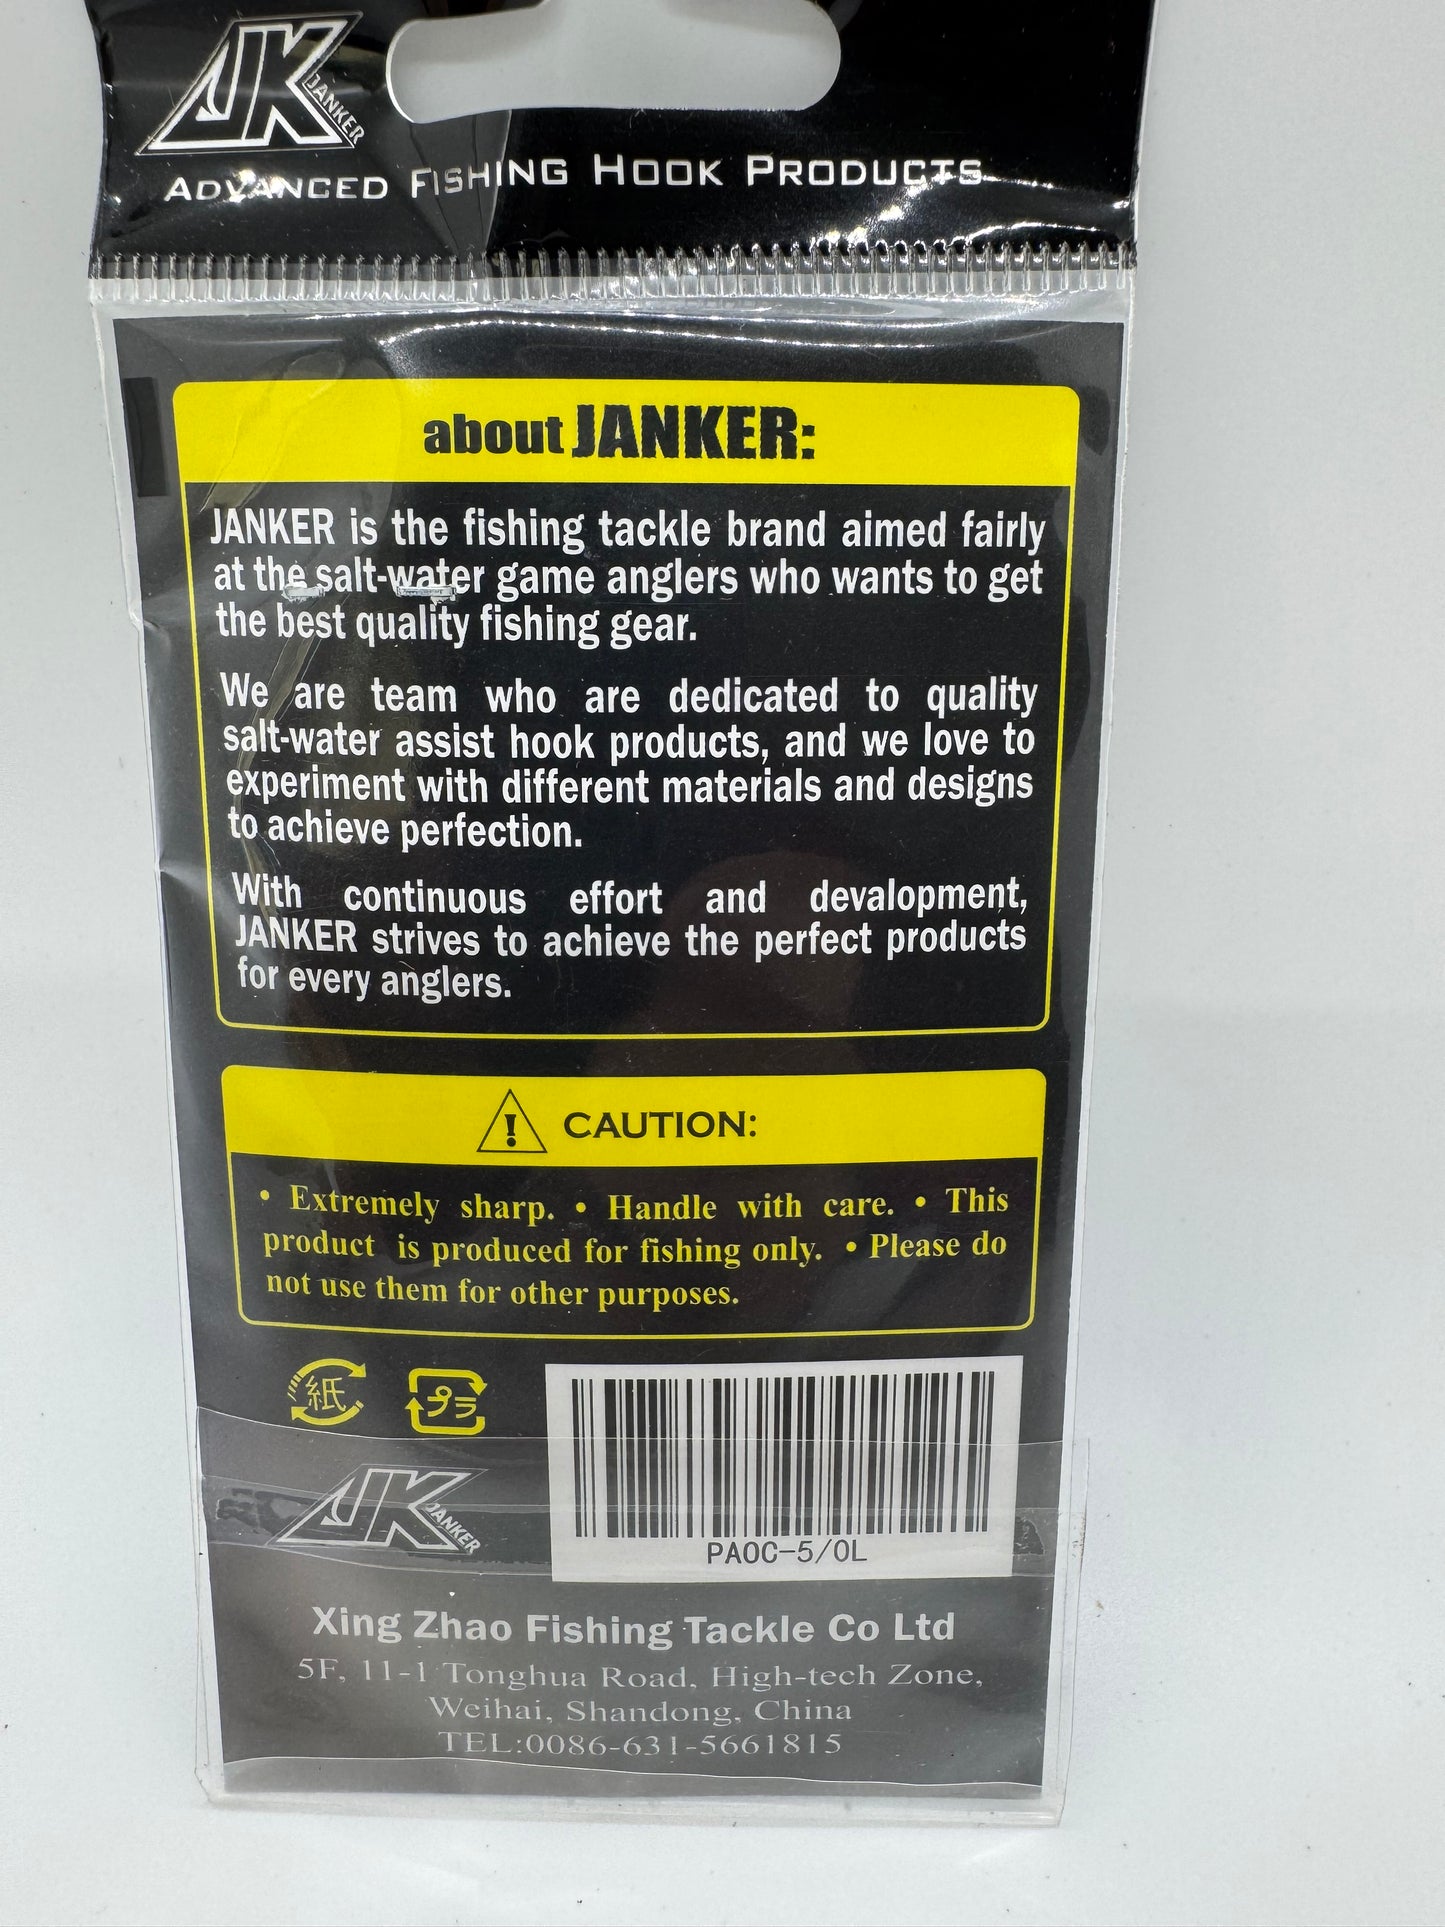 JK
JANKER
ADVANCED FISHING HOOK PRODUCTS
about JANKER:
JANKER is the fishing tackle brand aimed fairly
at the salt-water game anglers who wants to get
the best quality fishing gear.
We are team who are dedicated to quality
salt-water assist hook products, and we love to
experiment with different materials and designs
to achieve perfection.
With continuous effort and devalopment,
JANKER strives to achieve the perfect products
for every anglers.
CAUTION:
• Extremely sharp. • Handle with care. • This
product is produced for fishing only. • Please do
not use them for other purposes.
紙
プラ
JK
JANKER
PAOC-5/0L
Xing Zhao Fishing Tackle Co Ltd
5F, 11-1 Tonghua Road, High-tech Zone,
Weihai, Shandong, China
TEL:0086-631-5661815